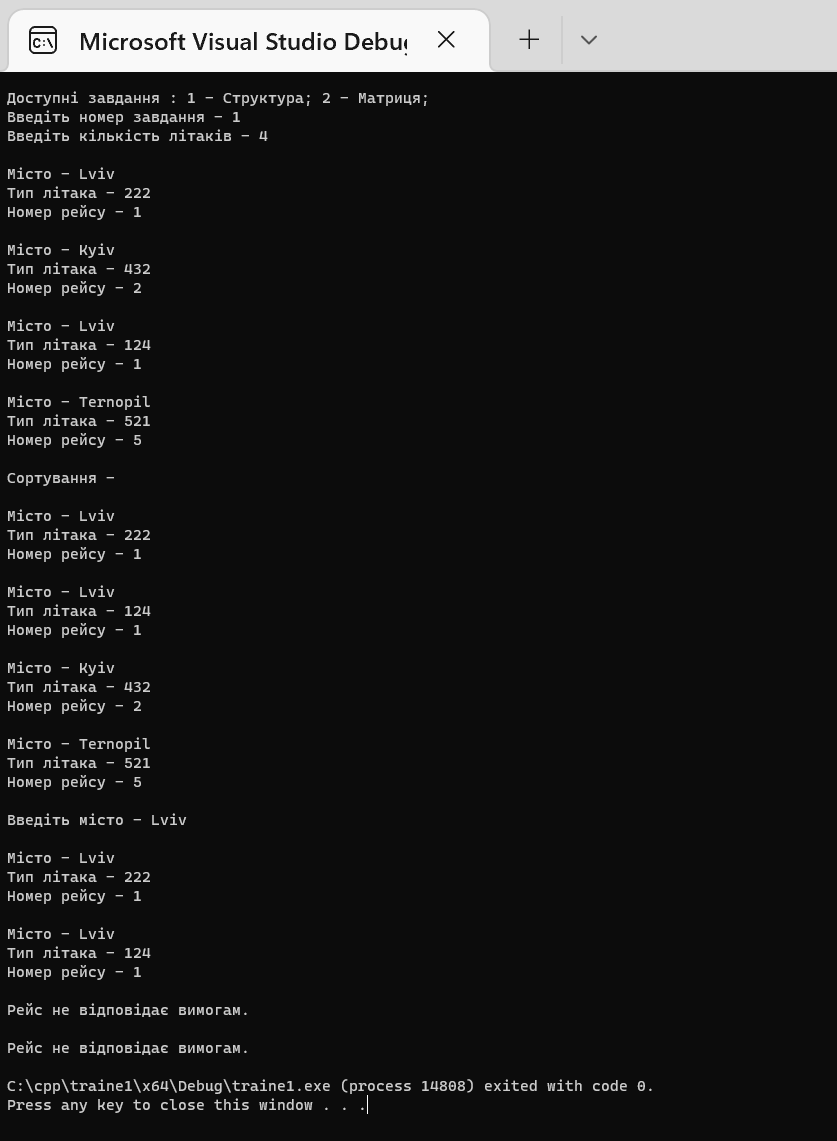 Microsoft Visual Studio Debug
Доступні завдання : 1 - Структура; 2 - Матриця;
Введіть номер завдання - 1
Введіть кількість літаків - 4
Місто - Lviv
Тип літака - 222
Номер рейсу - 1
Місто - Kyiv
Тип літака - 432
Номер рейсу - 2
Місто - Lviv
Тип літака - 124
Номер рейсу - 1
Місто - Ternopil
Тип літака - 521
Номер рейсу - 5
Сортування -
Місто - Lviv
Тип літака - 222
Номер рейсу - 1
Місто - Lviv
Тип літака - 124
Номер рейсу - 1
Місто - Kyiv
Тип літака - 432
Номер рейсу - 2
Місто - Ternopil
Тип літака - 521
Номер рейсу - 5
Введіть місто - Lviv
Місто - Lviv
Тип літака - 222
Номер рейсу - 1
Місто - Lviv
Тип літака - 124
Номер рейсу - 1
Рейс не відповідає вимогам.
Рейс не відповідає вимогам.
C:\cpp\traine1\x64\Debug\traine1.exe (process 14808) exited with code 0.
Press any key to close this window . . .